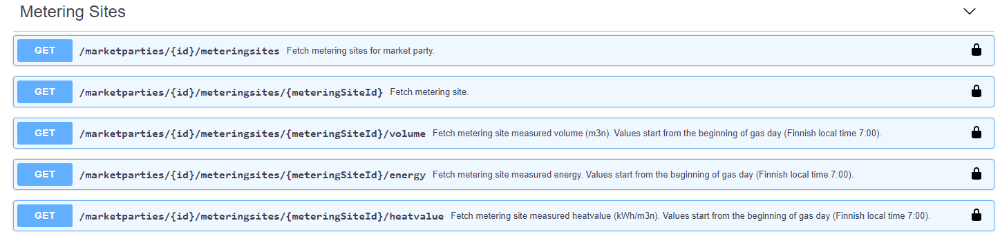 Metering Sites
GET /marketparties/{id}/meteringsites Fetch metering sites for market party.
GET /marketparties/{id}/meteringsites/{meteringSiteId} Fetch metering site.
GET /marketparties/{id}/meteringsites/{meteringSiteId}/volume Fetch metering site measured volume (m3n). Values start from the beginning of gas day (Finnish local time 7:00).
GET /marketparties/{id}/meteringsites/{meteringSiteId}/energy Fetch metering site measured energy. Values start from the beginning of gas day (Finnish local time 7:00).
GET /marketparties/{id}/meteringsites/{meteringSiteId}/heatvalue Fetch metering site measured heatvalue (kWh/m3n). Values start from the beginning of gas day (Finnish local time 7:00).